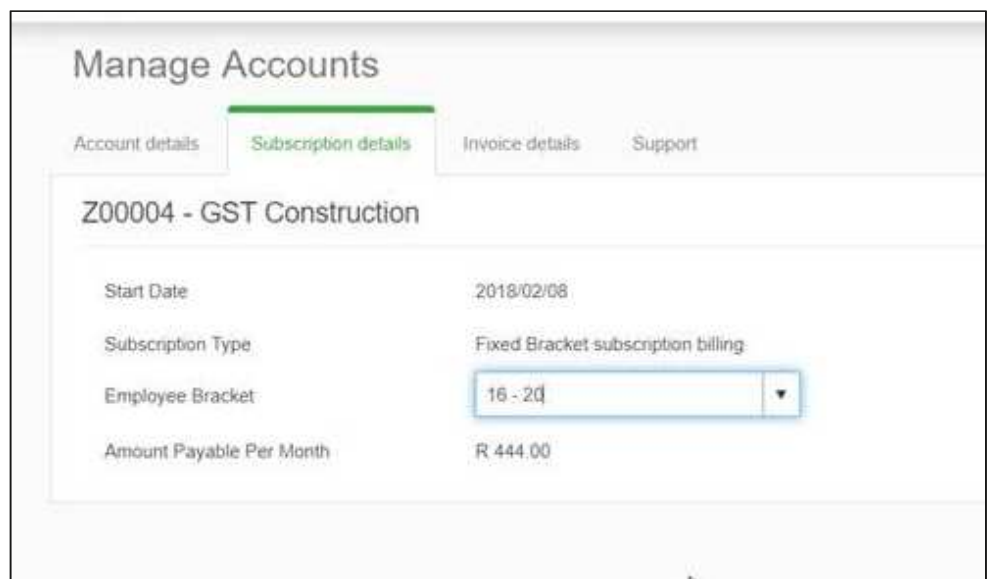 Manage Accounts
Account details Subscription details Invoice details Support
Z00004 - GST Construction
Start Date 2018/02/08
Subscription Type Fixed Bracket subscription billing
Employee Bracket 16 - 20
Amount Payable Per Month R 444.00